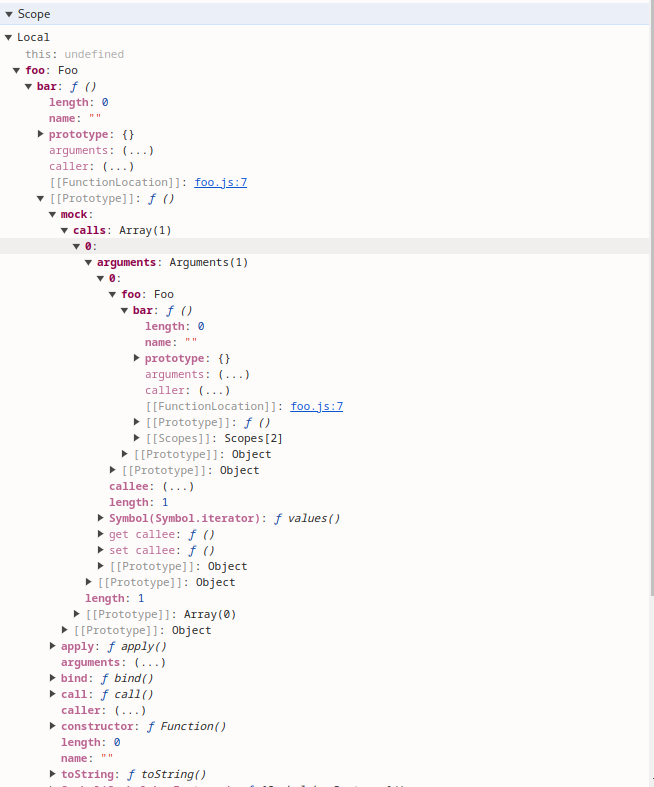 Scope
Local
this: undefined
foo: Foo
bar: ƒ ()
length: 0
name: ""
prototype: {}
arguments: (...)
caller: (...)
[[FunctionLocation]]: foo.js:7
[[Prototype]]: ƒ ()
mock:
calls: Array(1)
0:
arguments: Arguments(1)
0:
foo: Foo
bar: ƒ ()
length: 0
name: ""
prototype: {}
arguments: (...)
caller: (...)
[[FunctionLocation]]: foo.js:7
[[Prototype]]: ƒ ()
[[Scopes]]: Scopes[2]
[[Prototype]]: Object
[[Prototype]]: Object
callee: (...)
length: 1
Symbol(Symbol.iterator): ƒ values()
get callee: ƒ ()
set callee: ƒ ()
[[Prototype]]: Object
[[Prototype]]: Object
length: 1
[[Prototype]]: Array(0)
[[Prototype]]: Object
apply: ƒ apply()
arguments: (...)
bind: ƒ bind()
call: ƒ call()
caller: (...)
constructor: ƒ Function()
length: 0
name: ""
toString: ƒ toString()